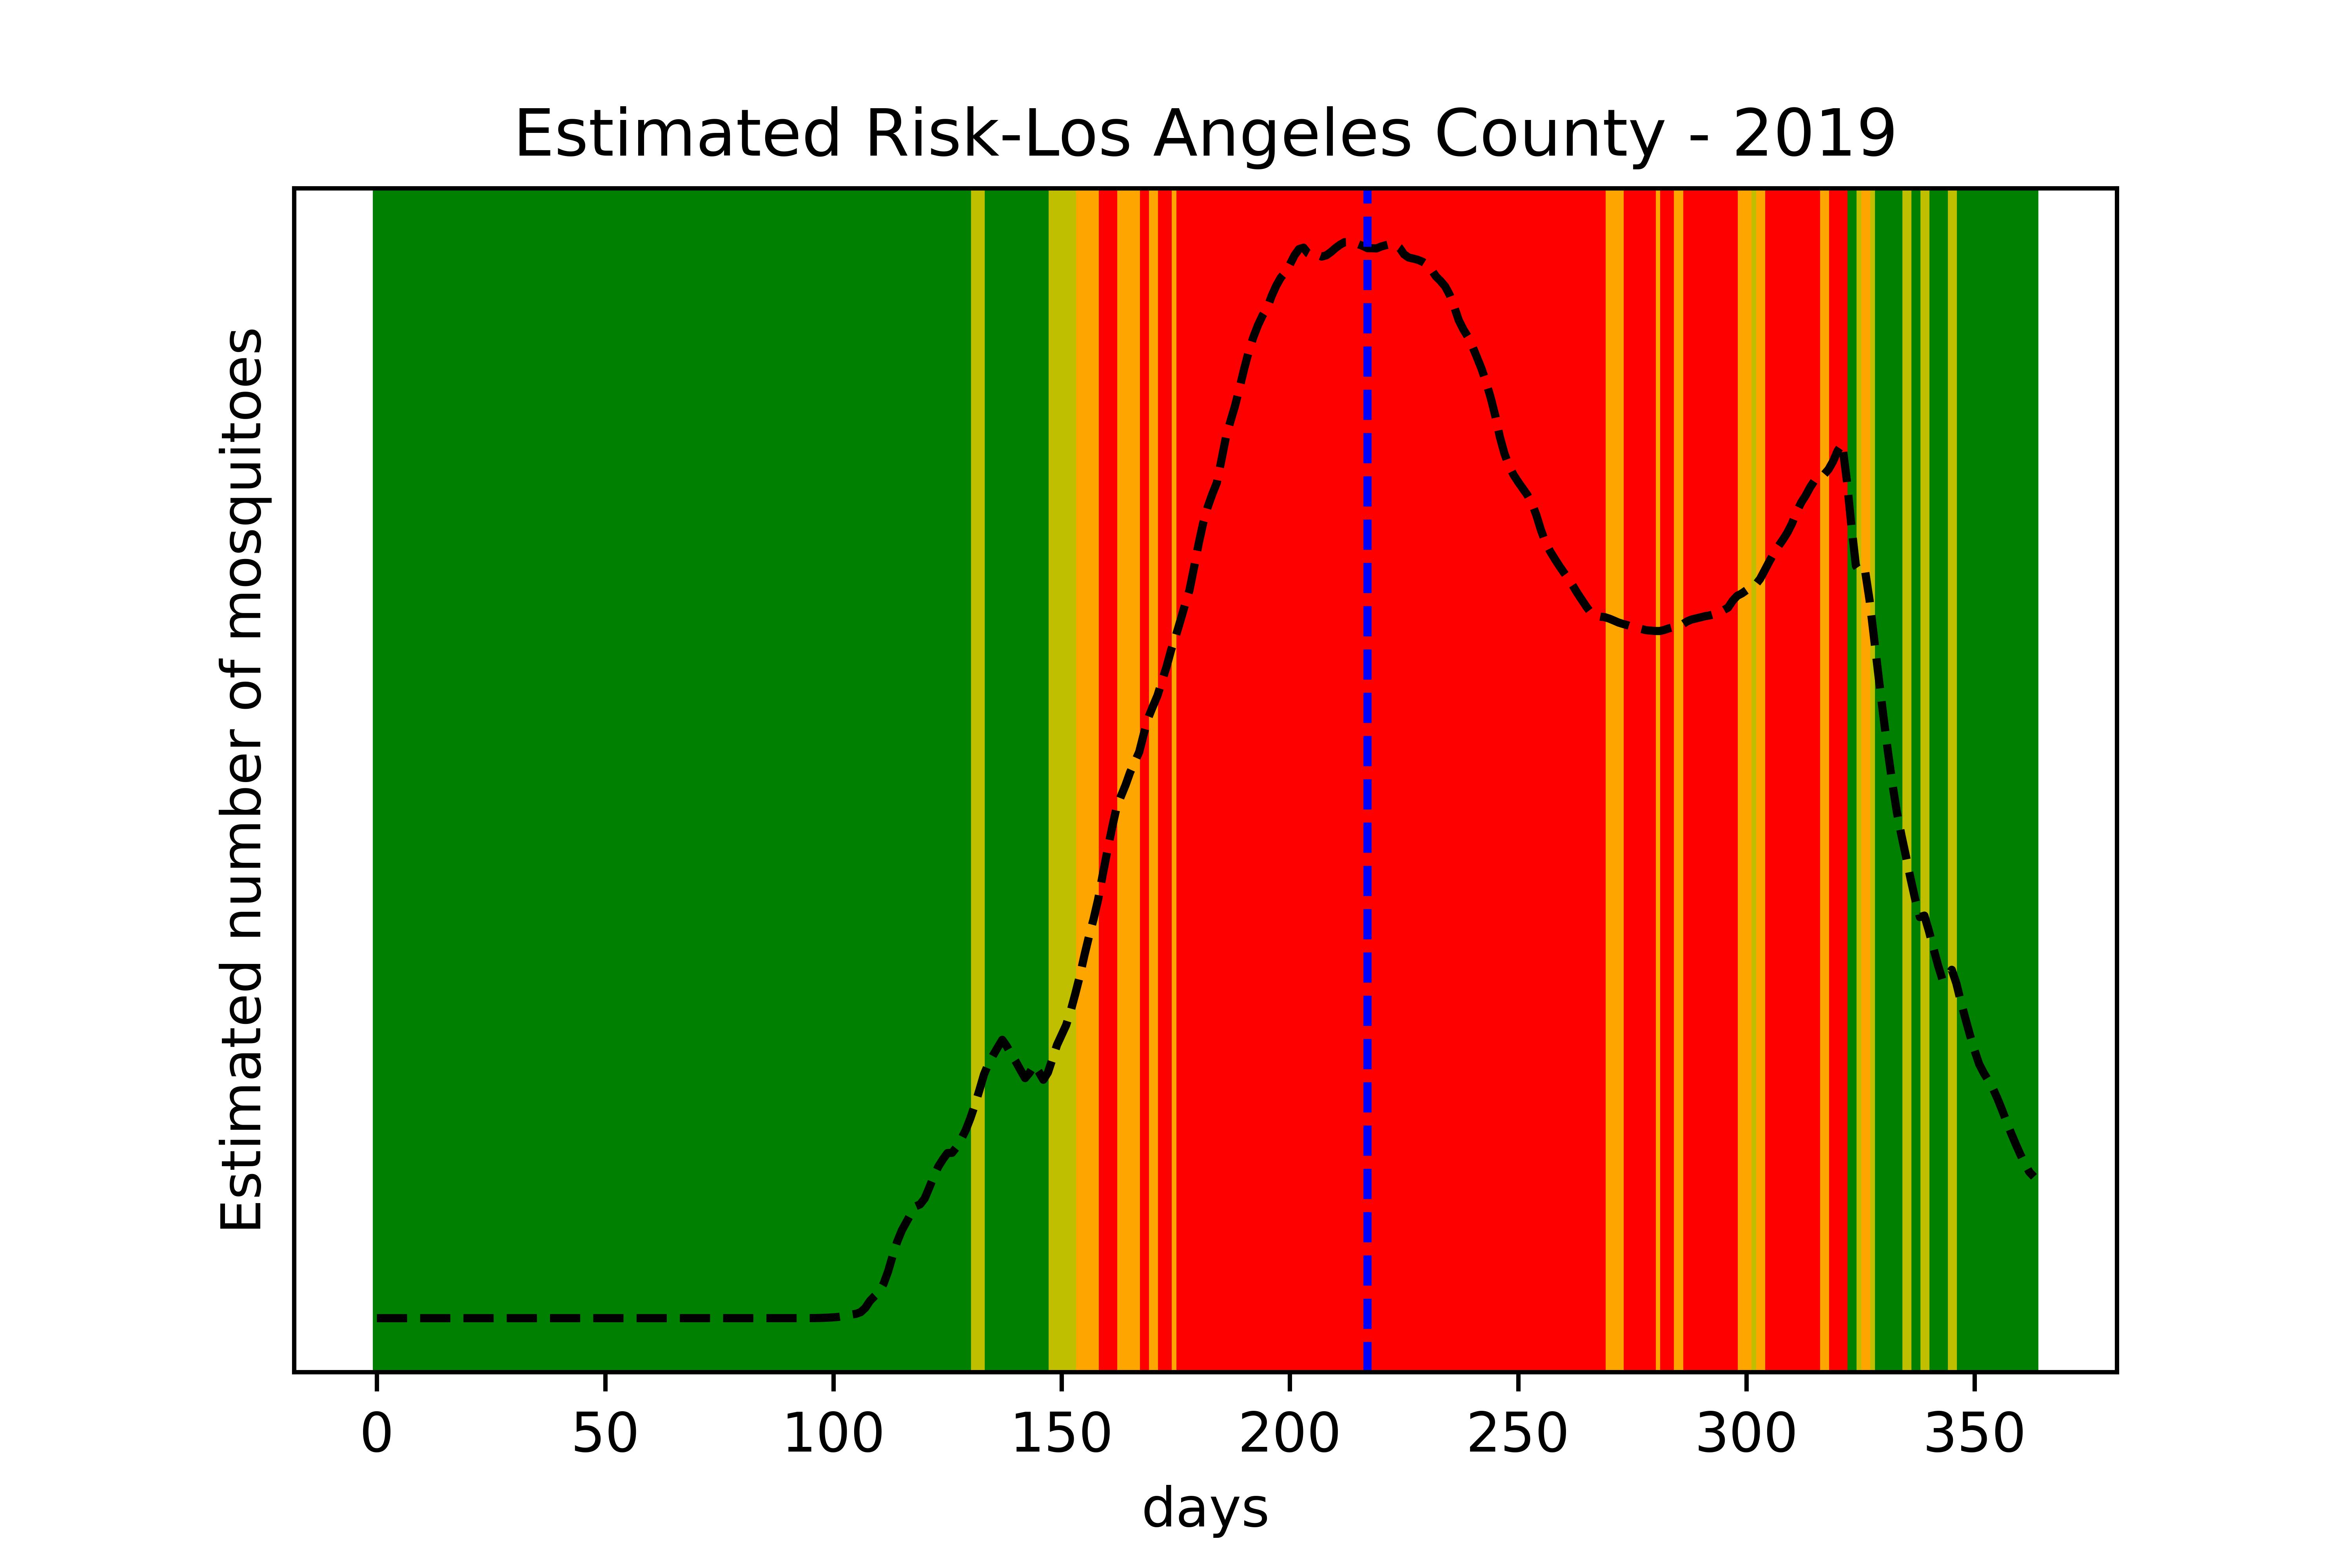 Estimated Risk-Los Angeles County - 2019
Estimated number of mosquitoes
0 50 100 150 200 250 300 350
days